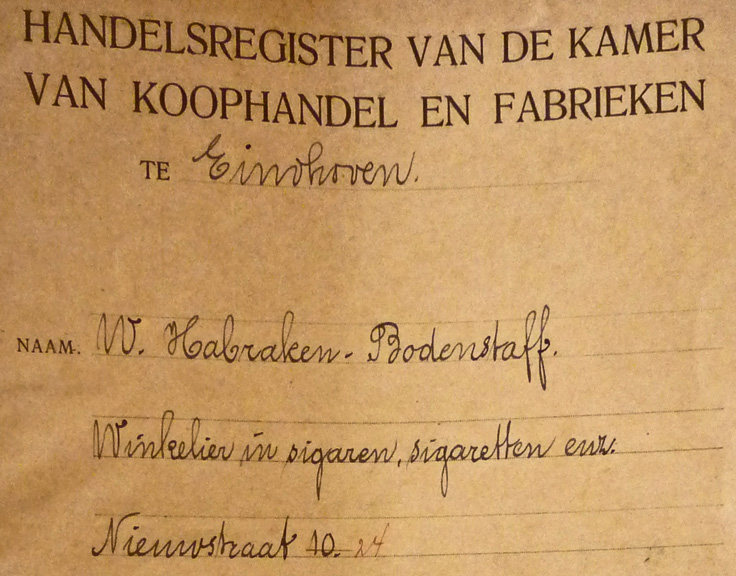 HANDELSREGISTER VAN DE KAMER
VAN KOOPHANDEL EN FABRIEKEN
TE Eindhoven.
NAAM. W. Habraken - Bodenstaff.
Winkelier in sigaren, sigaretten enz.
Nieuwstraat 10. 24